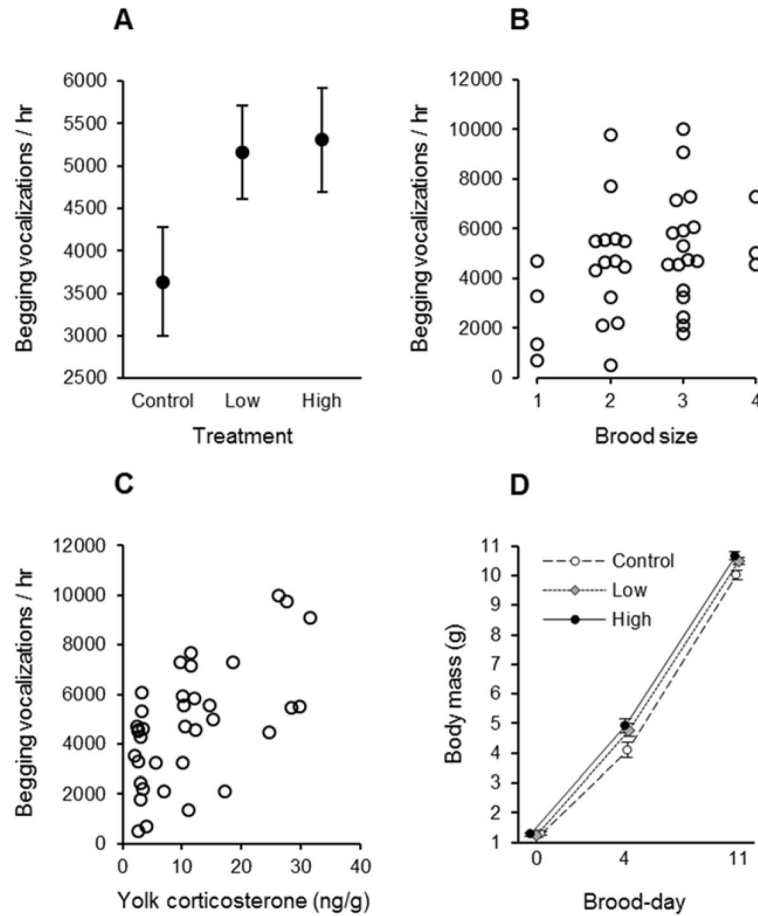 A
Begging vocalizations / hr
6000
5500
5000
4500
4000
3500
3000
2500
Control Low High
Treatment
B
Begging vocalizations / hr
12000
10000
8000
6000
4000
2000
0
1 2 3 4
Brood size
C
Begging vocalizations / hr
12000
10000
8000
6000
4000
2000
0
0 10 20 30 40
Yolk corticosterone (ng/g)
D
Body mass (g)
11
10
9
8
7
6
5
4
3
2
1
Control
Low
High
0 4 11
Brood-day